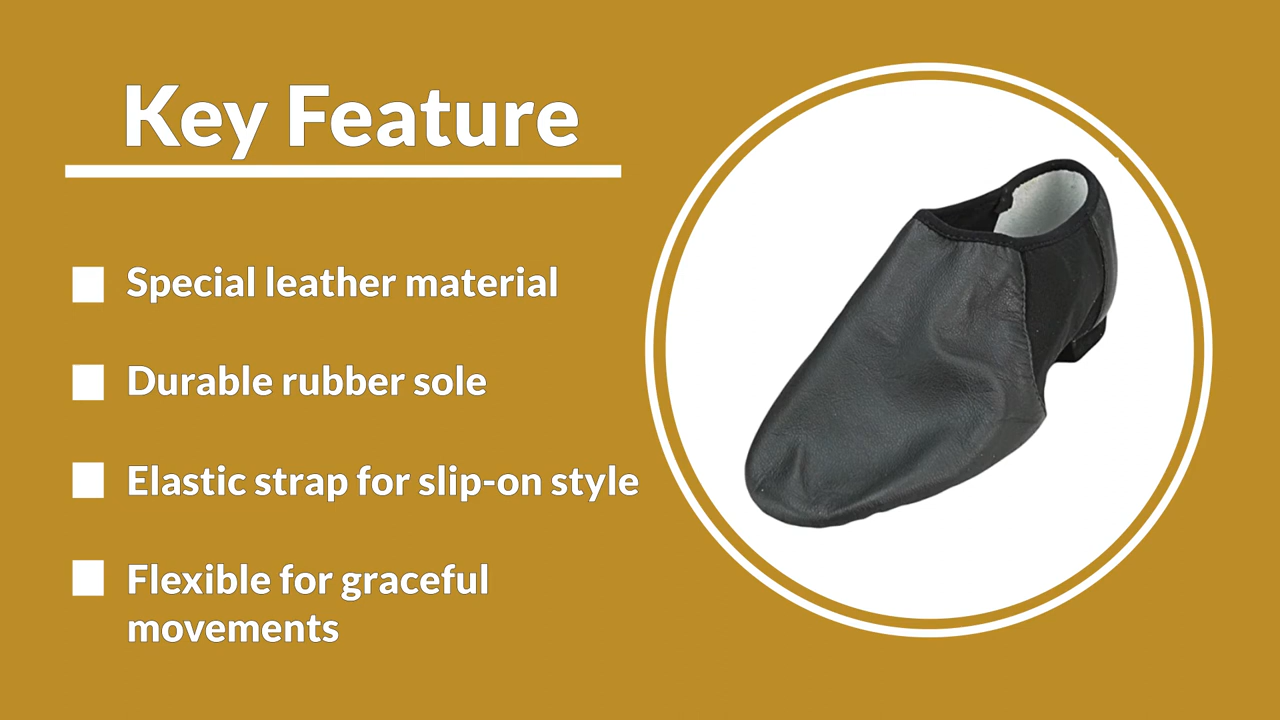 Key Feature
Special leather material
Durable rubber sole
Elastic strap for slip-on style
Flexible for graceful
movements